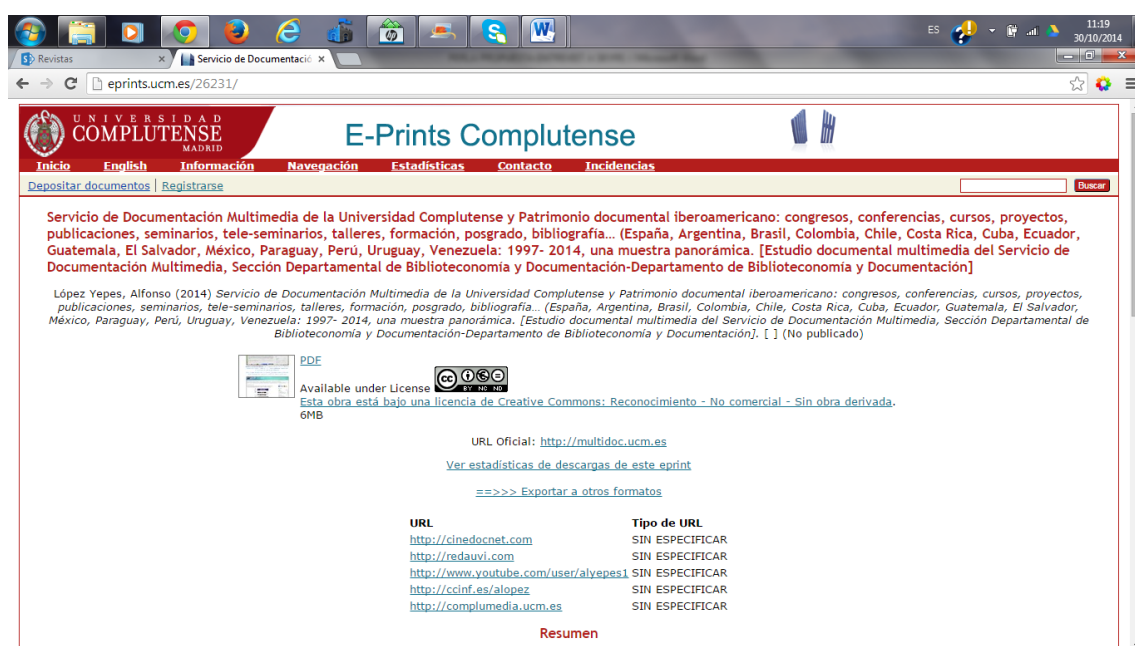 ES
11:19
30/10/2014
Revistas
Servicio de Documentació
eprints.ucm.es/26231/
UNIVERSIDAD
COMPLUTENSE
MADRID
E-Prints Complutense
Inicio English Información Navegación Estadísticas Contacto Incidencias
Depositar documentos | Registrarse
Buscar
Servicio de Documentación Multimedia de la Universidad Complutense y Patrimonio documental iberoamericano: congresos, conferencias, cursos, proyectos,
publicaciones, seminarios, tele-seminarios, talleres, formación, posgrado, bibliografía... (España, Argentina, Brasil, Colombia, Chile, Costa Rica, Cuba, Ecuador,
Guatemala, El Salvador, México, Paraguay, Perú, Uruguay, Venezuela: 1997- 2014, una muestra panorámica. [Estudio documental multimedia del Servicio de
Documentación Multimedia, Sección Departamental de Biblioteconomía y Documentación-Departamento de Biblioteconomía y Documentación]
López Yepes, Alfonso (2014) Servicio de Documentación Multimedia de la Universidad Complutense y Patrimonio documental iberoamericano: congresos, conferencias, cursos, proyectos,
publicaciones, seminarios, tele-seminarios, talleres, formación, posgrado, bibliografía... (España, Argentina, Brasil, Colombia, Chile, Costa Rica, Cuba, Ecuador, Guatemala, El Salvador,
México, Paraguay, Perú, Uruguay, Venezuela: 1997- 2014, una muestra panorámica. [Estudio documental multimedia del Servicio de Documentación Multimedia, Sección Departamental de
Biblioteconomía y Documentación-Departamento de Biblioteconomía y Documentación]. [ ] (No publicado)
PDF
Available under License
cc BY NC ND
Esta obra está bajo una licencia de Creative Commons: Reconocimiento - No comercial - Sin obra derivada.
6MB
URL Oficial: http://multidoc.ucm.es
Ver estadísticas de descargas de este eprint
==>>> Exportar a otros formatos
URL Tipo de URL
http://cinedocnet.com SIN ESPECIFICAR
http://redauvi.com SIN ESPECIFICAR
http://www.youtube.com/user/alyepes1 SIN ESPECIFICAR
http://ccinf.es/alopez SIN ESPECIFICAR
http://complumedia.ucm.es SIN ESPECIFICAR
Resumen